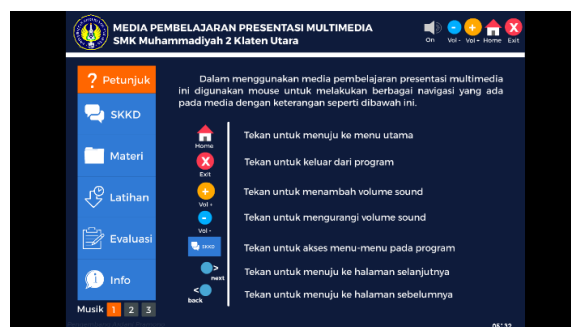 MEDIA PEMBELAJARAN PRESENTASI MULTIMEDIA
SMK Muhammadiyah 2 Klaten Utara
On Vol - Vol + Home Exit
? Petunjuk
SKKD
Materi
Latihan
Evaluasi
Info
Musik 1 2 3
Dalam menggunakan media pembelajaran presentasi multimedia
ini digunakan mouse untuk melakukan berbagai navigasi yang ada
pada media dengan keterangan seperti dibawah ini.
Home Tekan untuk menuju ke menu utama
X Exit Tekan untuk keluar dari program
+ Vol + Tekan untuk menambah volume sound
- Vol - Tekan untuk mengurangi volume sound
SKKD Tekan untuk akses menu-menu pada program
> next Tekan untuk menuju ke halaman selanjutnya
< back Tekan untuk menuju ke halaman sebelumnya